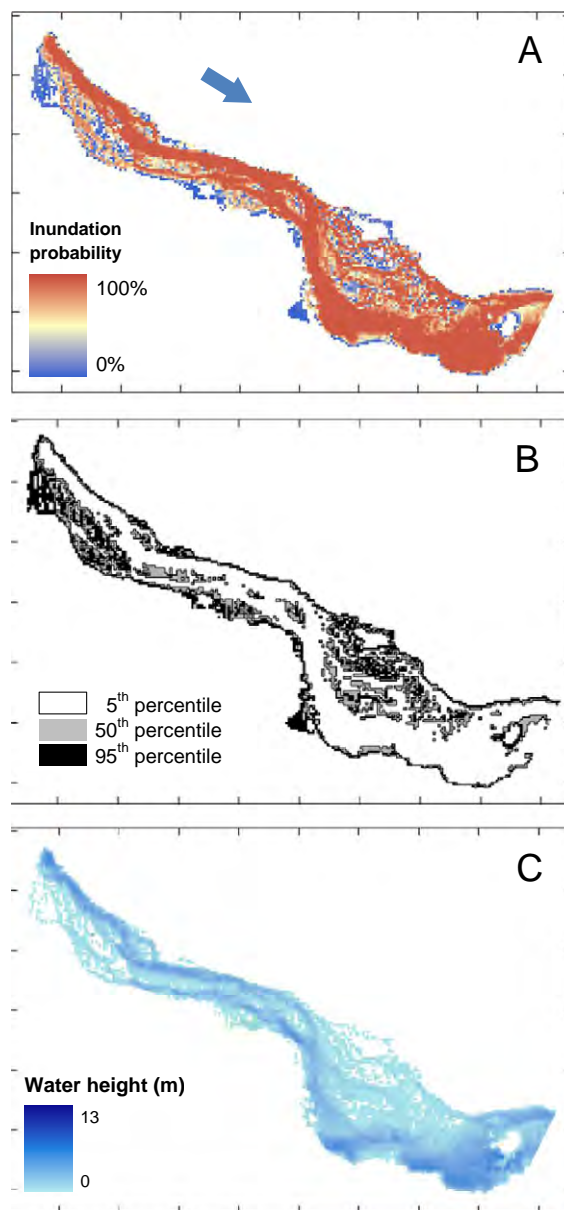 A
Inundation
probability
100%
0%
B
5th percentile
50th percentile
95th percentile
C
Water height (m)
13
0